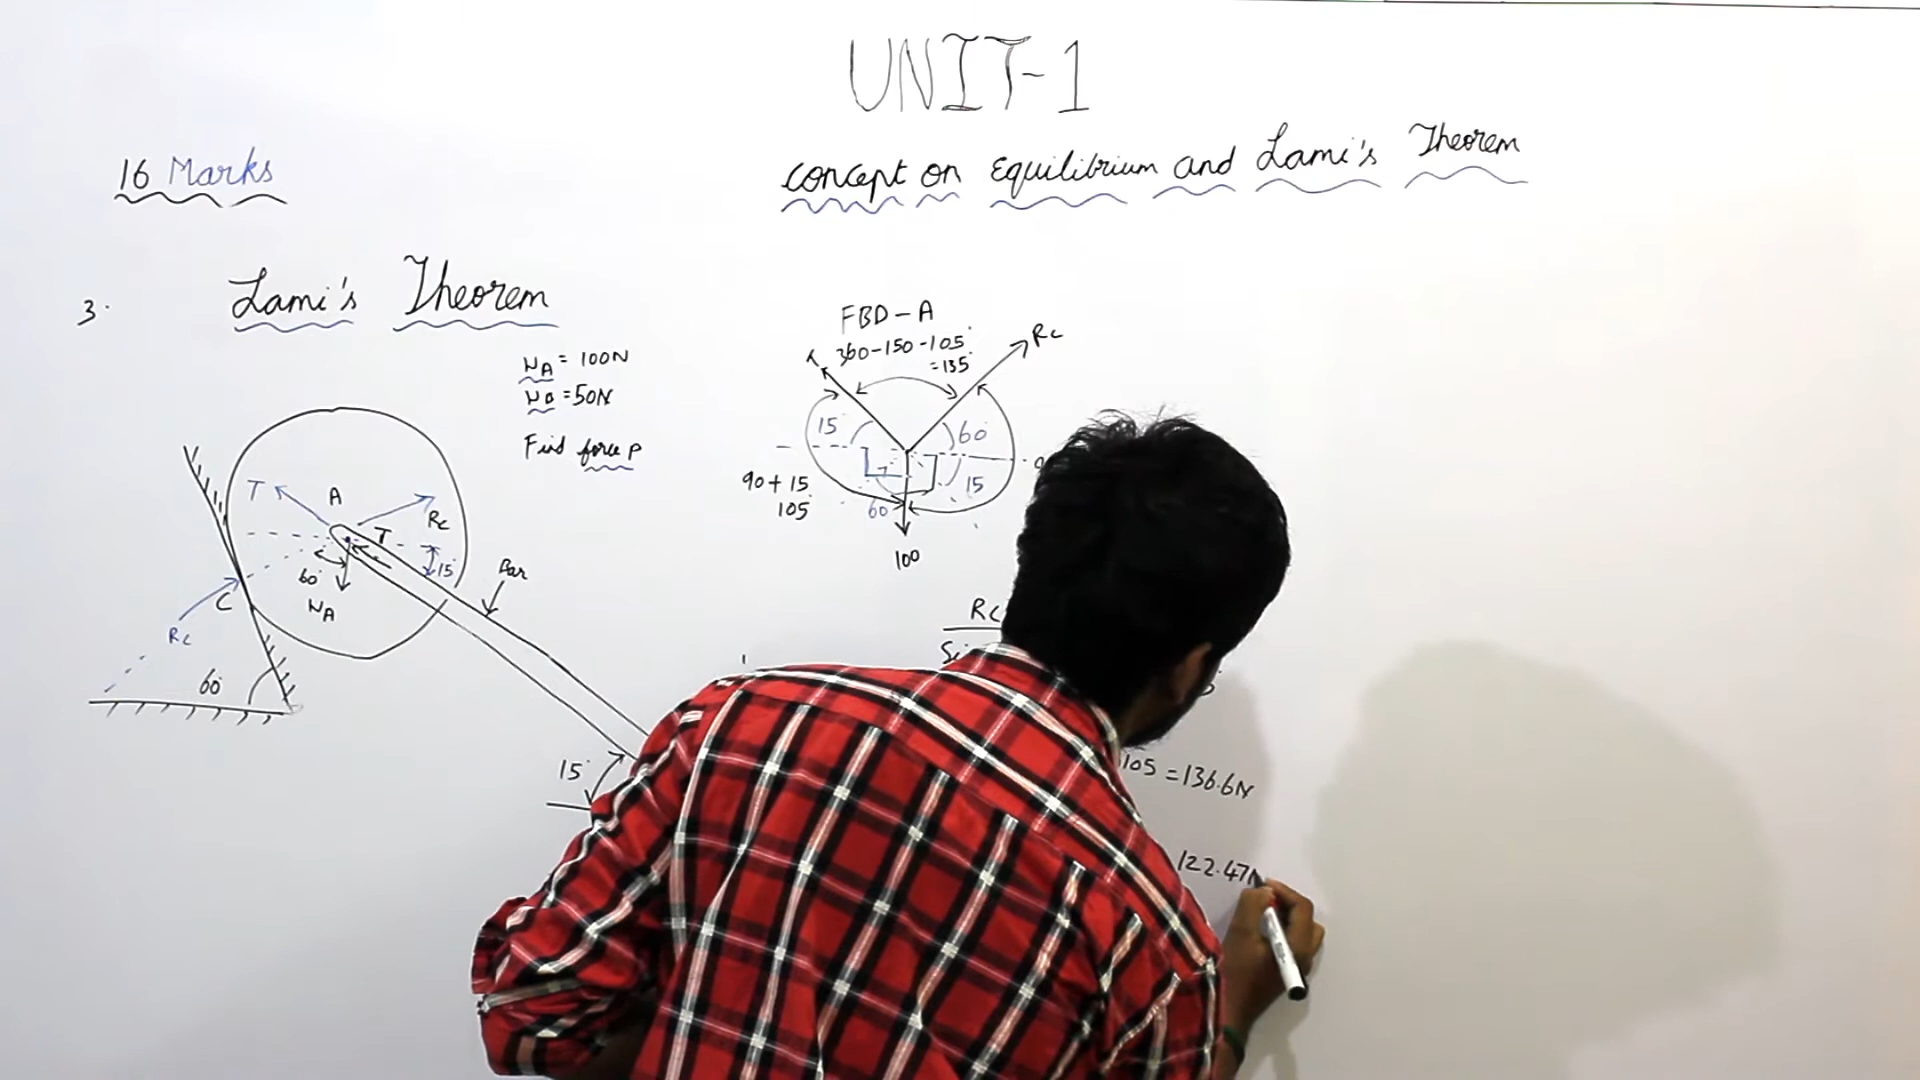 UNIT-1
16 Marks
concept on Equilibrium and Lami's Theorem
3.
Lami's Theorem
WA = 100N
WB = 50N
Find force P
T
A
Rc
T
15°
60°
WA
Bar
C
Rc
60°
15°
FBD-A
360-150-105°
=135°
Rc
15°
60°
90+15
105°
60
15
100
Rc
105 = 136.6N
122.47N